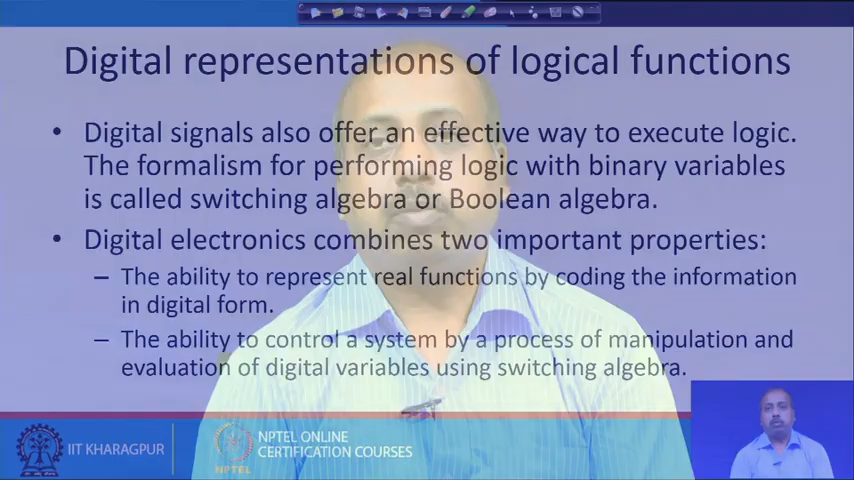 Digital representations of logical functions
• Digital signals also offer an effective way to execute logic.
The formalism for performing logic with binary variables
is called switching algebra or Boolean algebra.
• Digital electronics combines two important properties:
– The ability to represent real functions by coding the information
in digital form.
– The ability to control a system by a process of manipulation and
evaluation of digital variables using switching algebra.
IIT KHARAGPUR
NPTEL ONLINE
CERTIFICATION COURSES
NPTEL